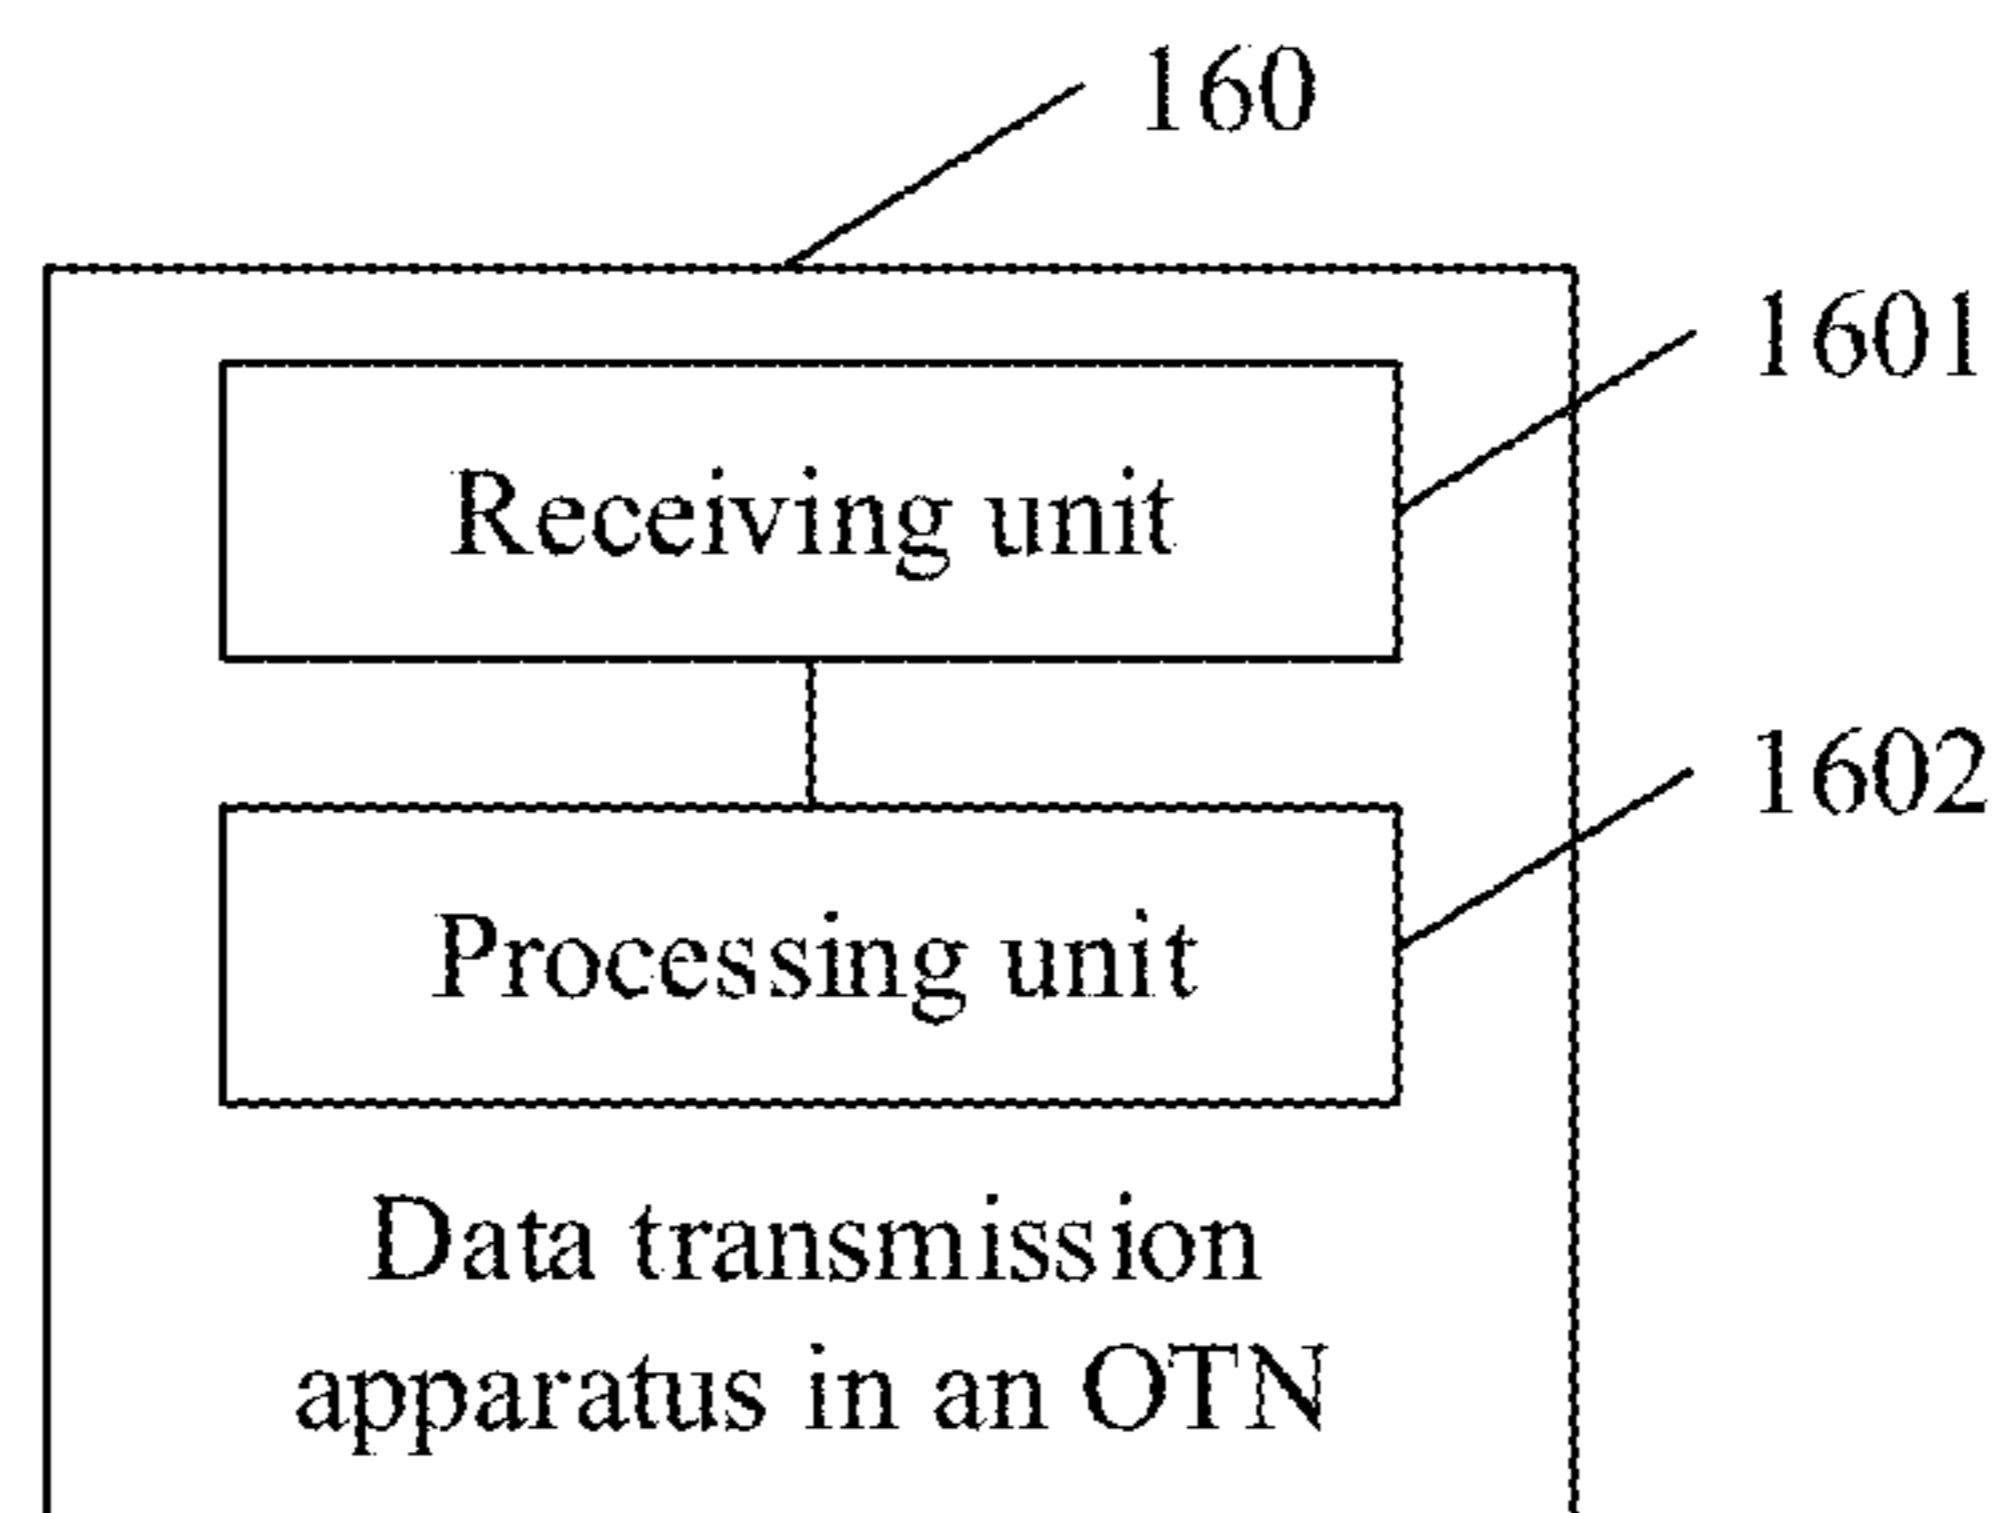 160
1601
Receiving unit
1602
Processing unit
Data transmission
apparatus in an OTN